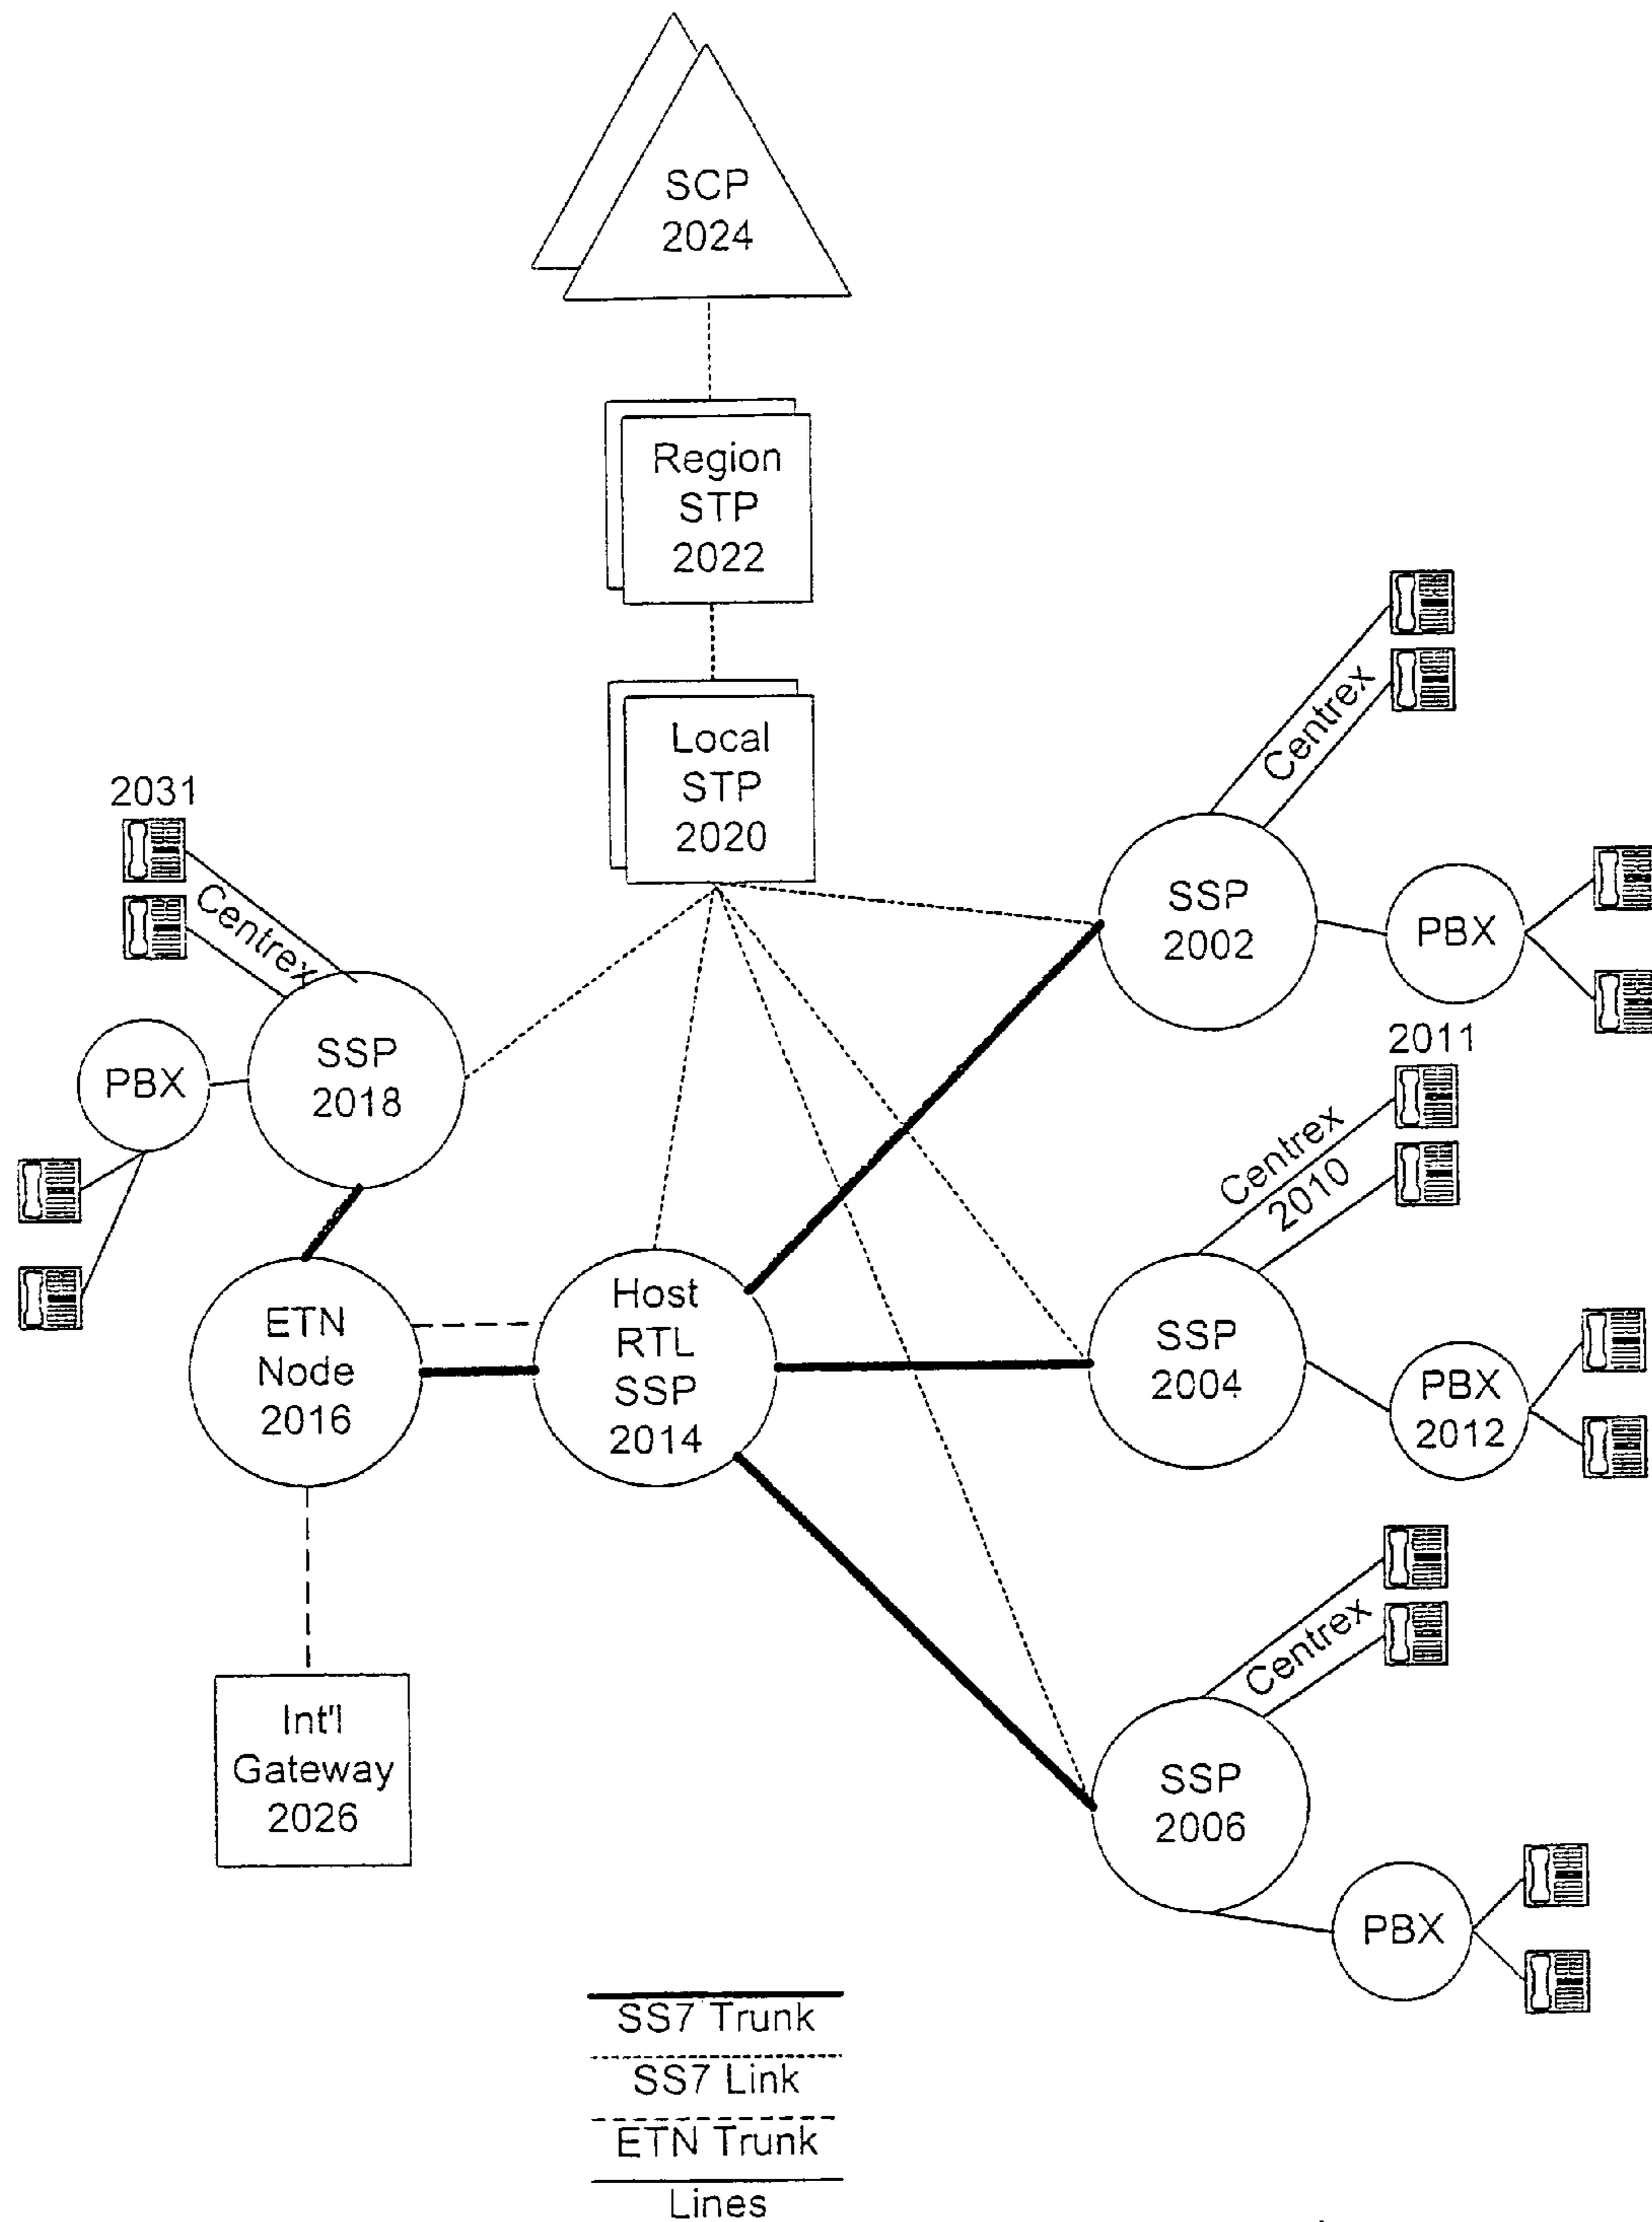 SCP
2024
Region
STP
2022
Local
STP
2020
2031
Centrex
SSP
2018
PBX
Centrex
SSP
2002
PBX
2011
Centrex
2010
SSP
2004
PBX
2012
ETN
Node
2016
Host
RTL
SSP
2014
Int'l
Gateway
2026
Centrex
SSP
2006
PBX
SS7 Trunk
SS7 Link
ETN Trunk
Lines